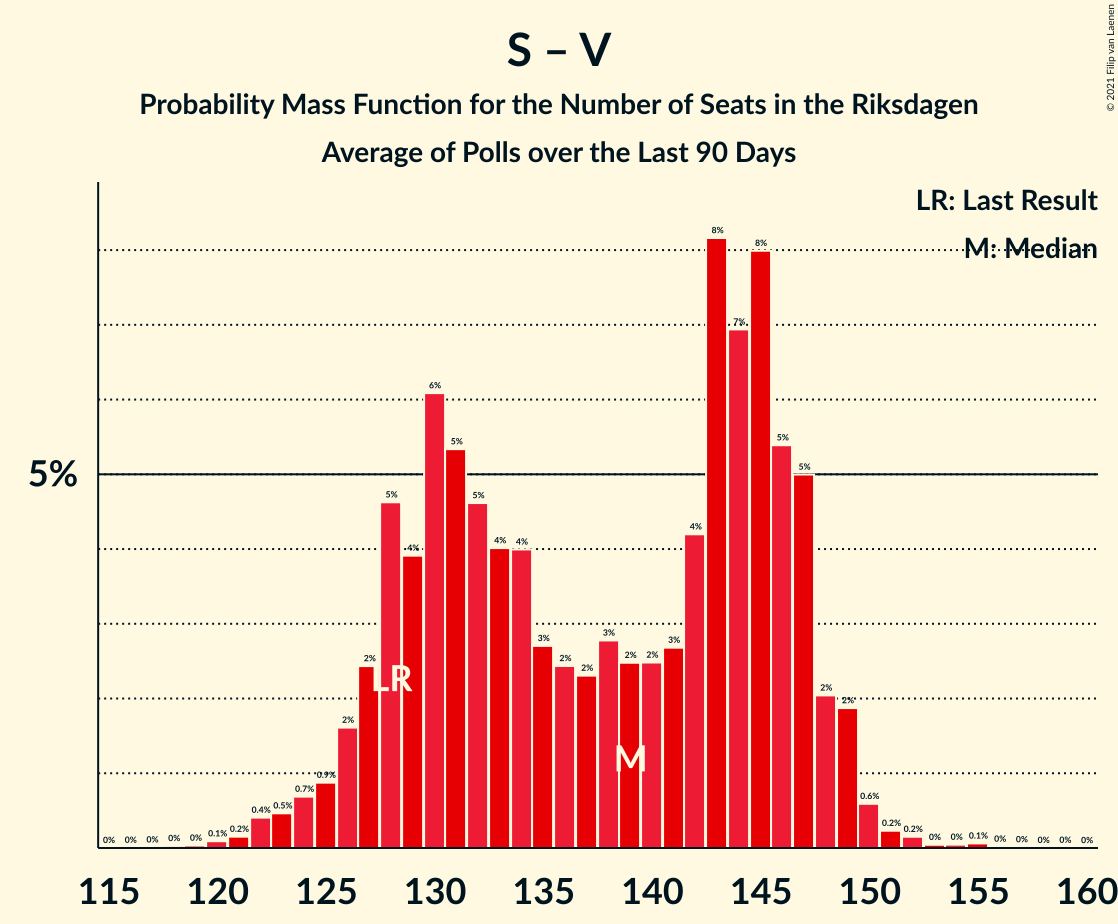 S – V
Probability Mass Function for the Number of Seats in the Riksdagen
Average of Polls over the Last 90 Days
© 2021 Filip van Laenen
LR: Last Result
M: Median
5%
0% 0% 0% 0% 0% 0.1% 0.2% 0.4% 0.5% 0.7% 0.9% 2% 2% 5% 4% 6% 5% 5% 4% 4% 3% 2% 2% 3% 2% 2% 3% 4% 8% 7% 8% 5% 5% 2% 2% 0.6% 0.2% 0.2% 0% 0% 0.1% 0% 0% 0% 0% 0%
LR
M
115 120 125 130 135 140 145 150 155 160